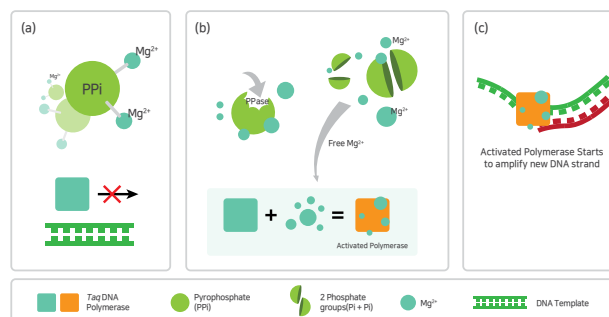 (a)
PPi
Mg²⁺
Mg²⁺
Mg²⁺
(b)
PPase
Mg²⁺
Mg²⁺
Free Mg²⁺
+
=
Activated Polymerase
(c)
Activated Polymerase Starts
to amplify new DNA strand
Taq DNA
Polymerase
Pyrophosphate
(PPi)
2 Phosphate
groups(Pi + Pi)
Mg²⁺
DNA Template